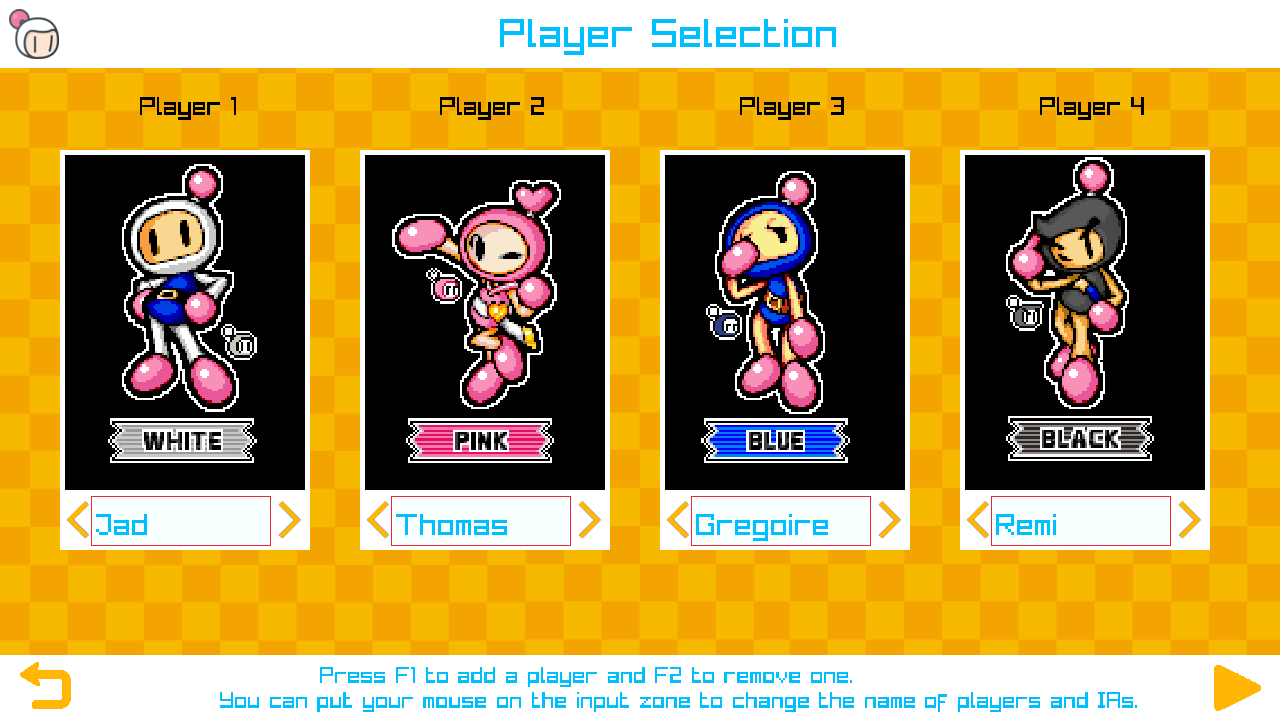 Player Selection
Player 1
Player 2
Player 3
Player 4
WHITE
PINK
BLUE
BLACK
Jad
Thomas
Gregoire
Remi
Press F1 to add a player and F2 to remove one.
You can put your mouse on the input zone to change the name of players and IAs.